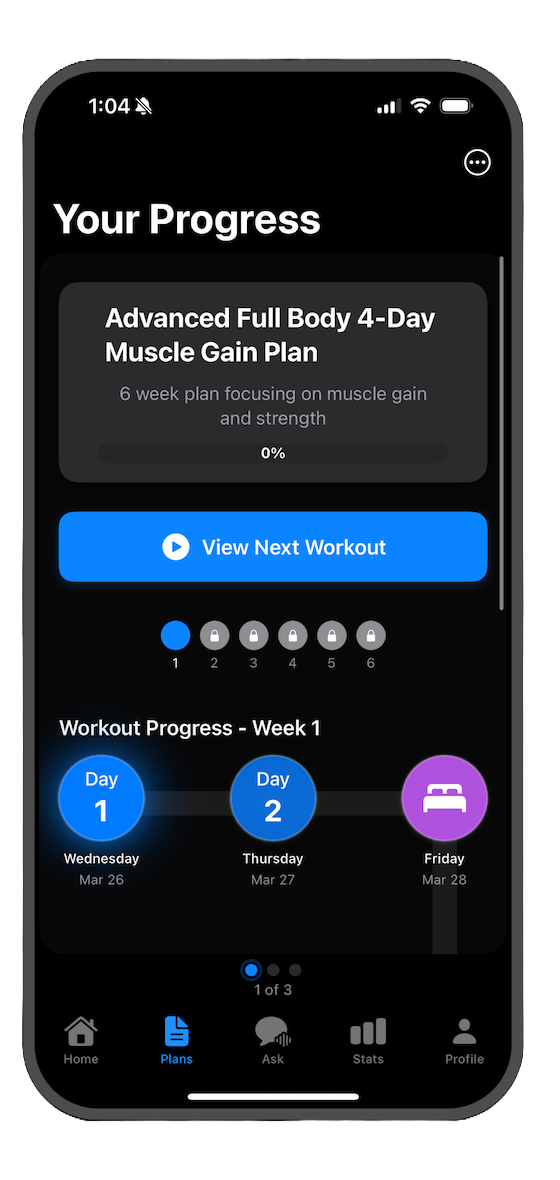 1:04
Your Progress
Advanced Full Body 4-Day
Muscle Gain Plan
6 week plan focusing on muscle gain
and strength
0%
View Next Workout
1 2 3 4 5 6
Workout Progress - Week 1
Day Day
1 2
Wednesday Thursday Friday
Mar 26 Mar 27 Mar 28
1 of 3
Home Plans Ask Stats Profile